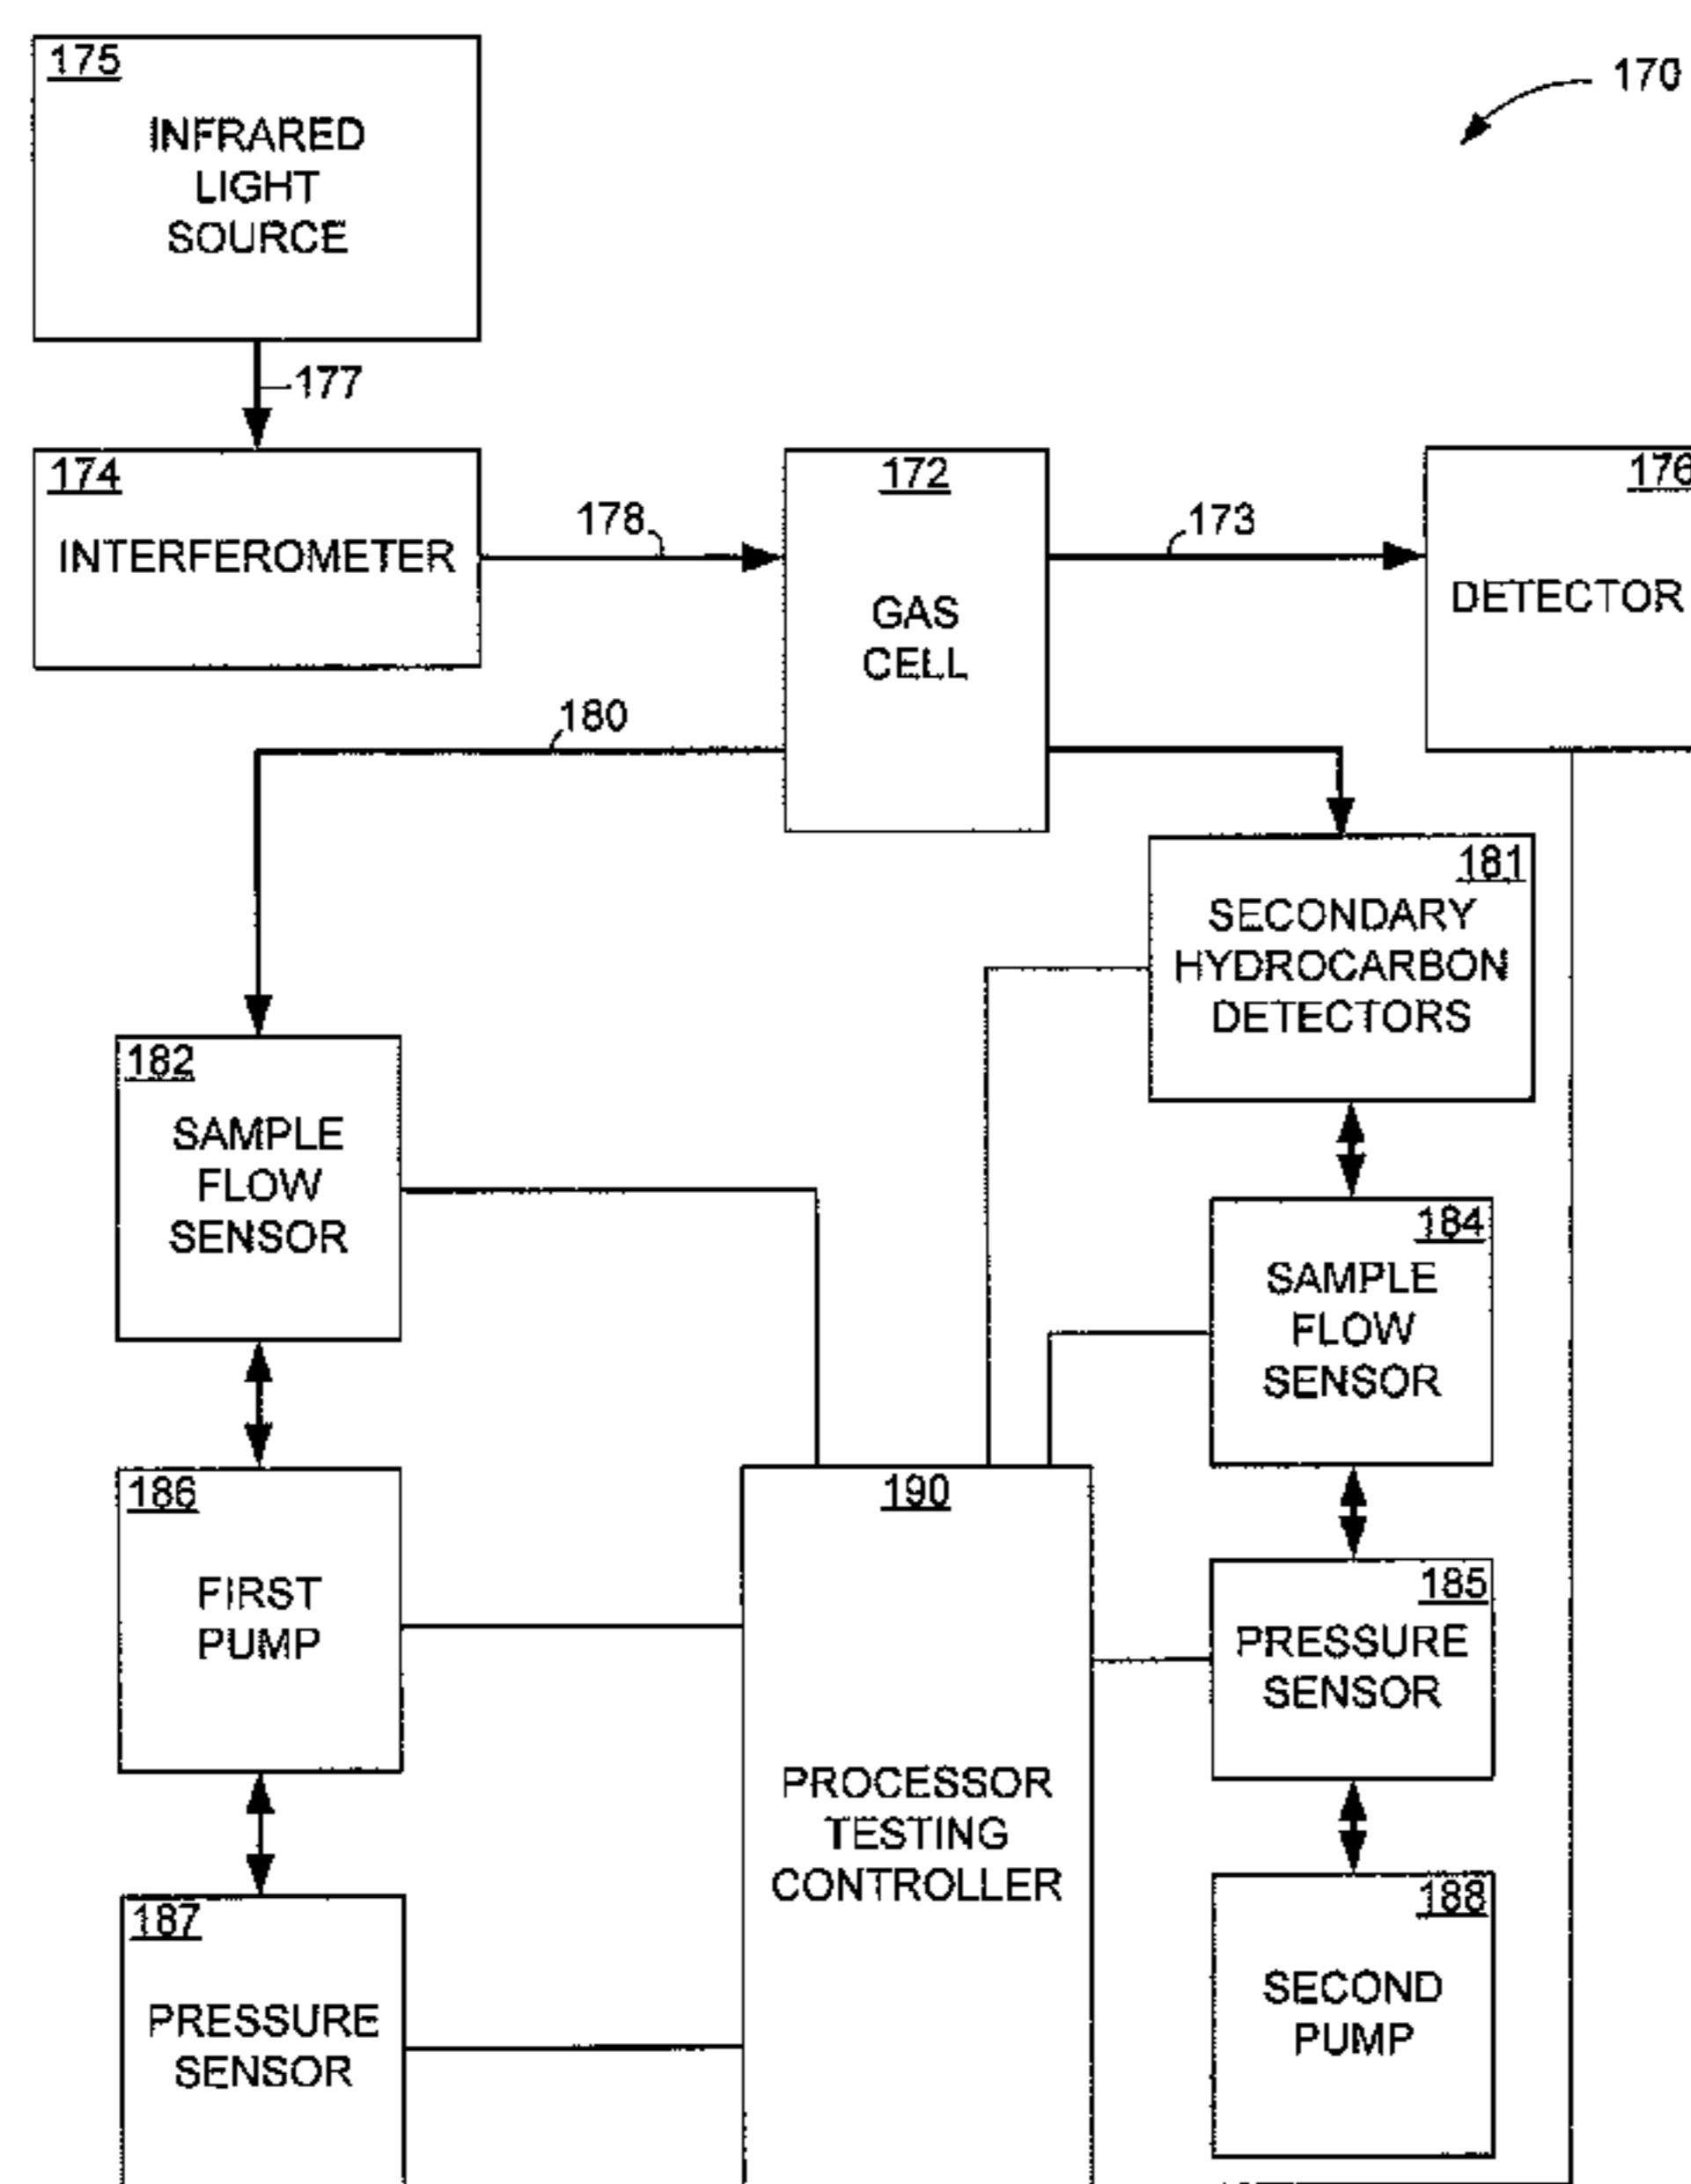 175
INFRARED
LIGHT
SOURCE
170
177
174
INTERFEROMETER
178
172
GAS
CELL
173
176
DETECTOR
180
181
SECONDARY
HYDROCARBON
DETECTORS
182
SAMPLE
FLOW
SENSOR
184
SAMPLE
FLOW
SENSOR
186
FIRST
PUMP
190
PROCESSOR
TESTING
CONTROLLER
185
PRESSURE
SENSOR
187
PRESSURE
SENSOR
188
SECOND
PUMP